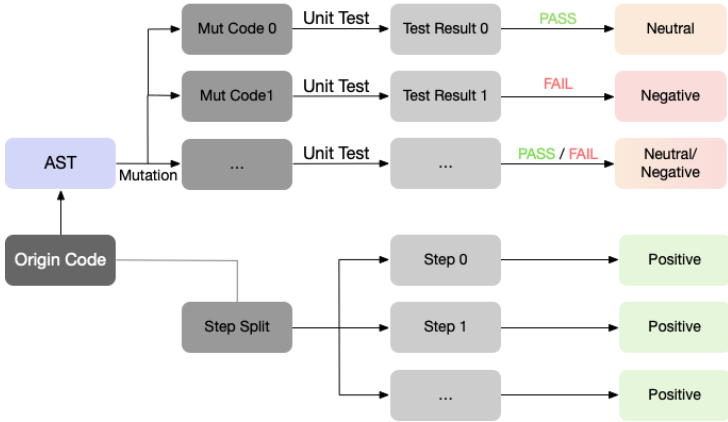 Mut Code 0
Unit Test
Test Result 0
PASS
Neutral
Mut Code1
Unit Test
Test Result 1
FAIL
Negative
AST
Mutation
...
Unit Test
...
PASS / FAIL
Neutral/
Negative
Origin Code
Step 0
Positive
Step Split
Step 1
Positive
...
Positive